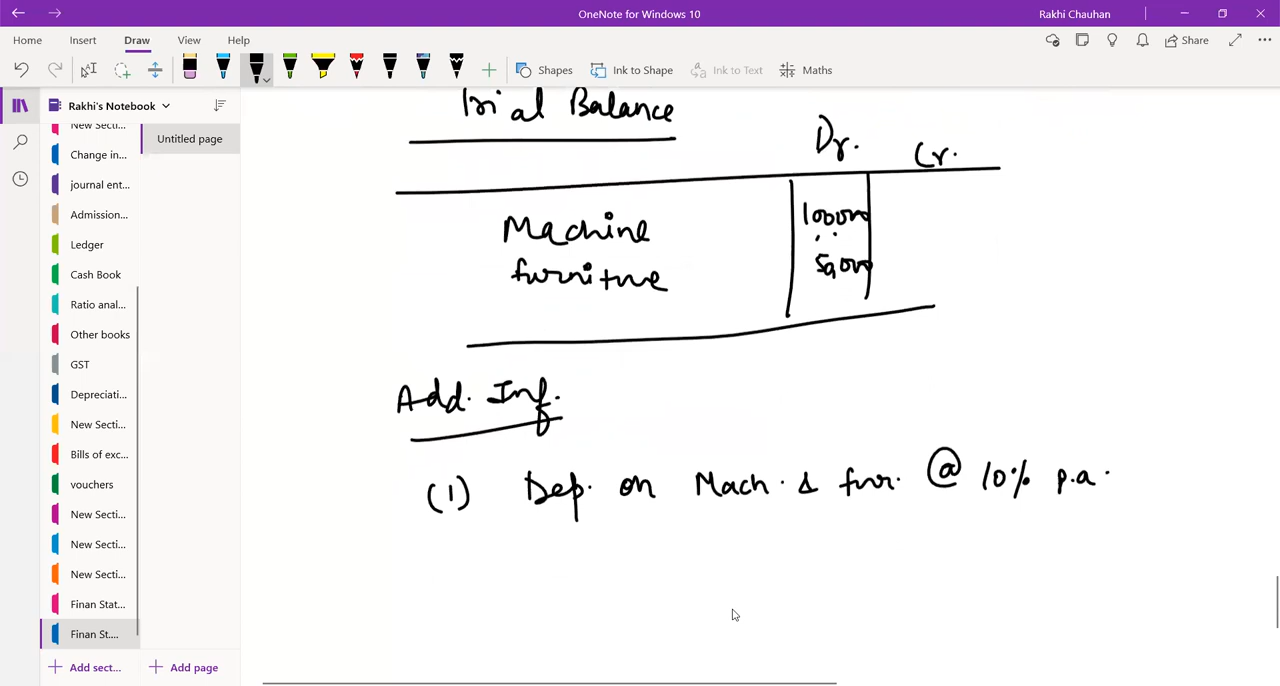 OneNote for Windows 10
Rakhi Chauhan
Home
Insert
Draw
View
Help
Share
Shapes
Ink to Shape
Ink to Text
Maths
Rakhi's Notebook
New Secti...
Change in...
journal ent...
Admission...
Ledger
Cash Book
Ratio anal...
Other books
GST
Depreciati...
New Secti...
Bills of exc...
vouchers
New Secti...
New Secti...
New Secti...
Finan Stat...
Finan St....
Add sect...
Untitled page
Add page
Trial Balance
Dr. Cr.
Machine 100000
furniture 50,000
Add. Inf.
(1) Dep. on Mach. & fur. @ 10% p.a.